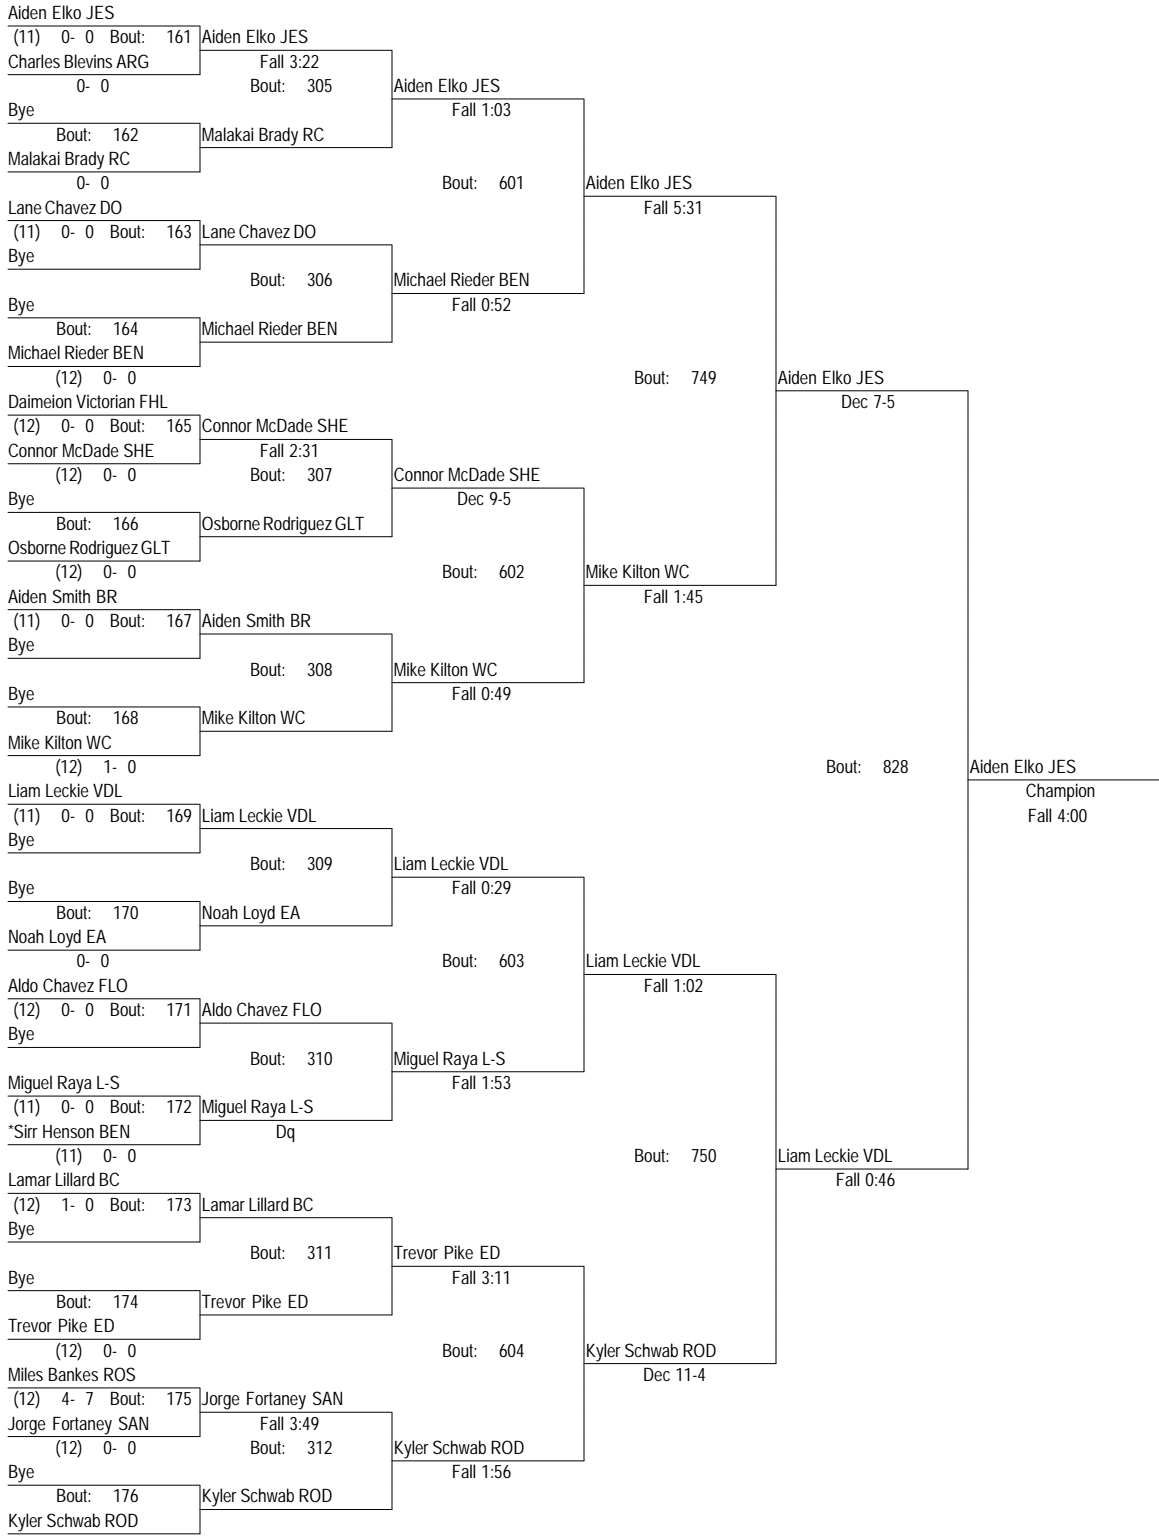 Aiden Elko JES
(11) 0- 0 Bout: 161 Aiden Elko JES
Charles Blevins ARG Fall 3:22
0- 0 Bout: 305 Aiden Elko JES
Bye Fall 1:03
Bout: 162 Malakai Brady RC
Malakai Brady RC
0- 0 Bout: 601 Aiden Elko JES
Lane Chavez DO Fall 5:31
(11) 0- 0 Bout: 163 Lane Chavez DO
Bye
Bout: 306 Michael Rieder BEN
Bye Fall 0:52
Bout: 164 Michael Rieder BEN
Michael Rieder BEN
(12) 0- 0 Bout: 749 Aiden Elko JES
Daimeion Victorian FHL Dec 7-5
(12) 0- 0 Bout: 165 Connor McDade SHE
Connor McDade SHE Fall 2:31
(12) 0- 0 Bout: 307 Connor McDade SHE
Bye Dec 9-5
Bout: 166 Osborne Rodriguez GLT
Osborne Rodriguez GLT
(12) 0- 0 Bout: 602 Mike Kilton WC
Aiden Smith BR Fall 1:45
(11) 0- 0 Bout: 167 Aiden Smith BR
Bye
Bout: 308 Mike Kilton WC
Bye Fall 0:49
Bout: 168 Mike Kilton WC
Mike Kilton WC
(12) 1- 0 Bout: 828 Aiden Elko JES
Liam Leckie VDL Champion
(11) 0- 0 Bout: 169 Liam Leckie VDL Fall 4:00
Bye
Bout: 309 Liam Leckie VDL
Bye Fall 0:29
Bout: 170 Noah Loyd EA
Noah Loyd EA
0- 0 Bout: 603 Liam Leckie VDL
Aldo Chavez FLO Fall 1:02
(12) 0- 0 Bout: 171 Aldo Chavez FLO
Bye
Bout: 310 Miguel Raya L-S
Miguel Raya L-S Fall 1:53
(11) 0- 0 Bout: 172 Miguel Raya L-S
*Sirr Henson BEN Dq
(11) 0- 0 Bout: 750 Liam Leckie VDL
Lamar Lillard BC Fall 0:46
(12) 1- 0 Bout: 173 Lamar Lillard BC
Bye
Bout: 311 Trevor Pike ED
Bye Fall 3:11
Bout: 174 Trevor Pike ED
Trevor Pike ED
(12) 0- 0 Bout: 604 Kyler Schwab ROD
Miles Bankes ROS Dec 11-4
(12) 4- 7 Bout: 175 Jorge Fortaney SAN
Jorge Fortaney SAN Fall 3:49
(12) 0- 0 Bout: 312 Kyler Schwab ROD
Bye Fall 1:56
Bout: 176 Kyler Schwab ROD
Kyler Schwab ROD